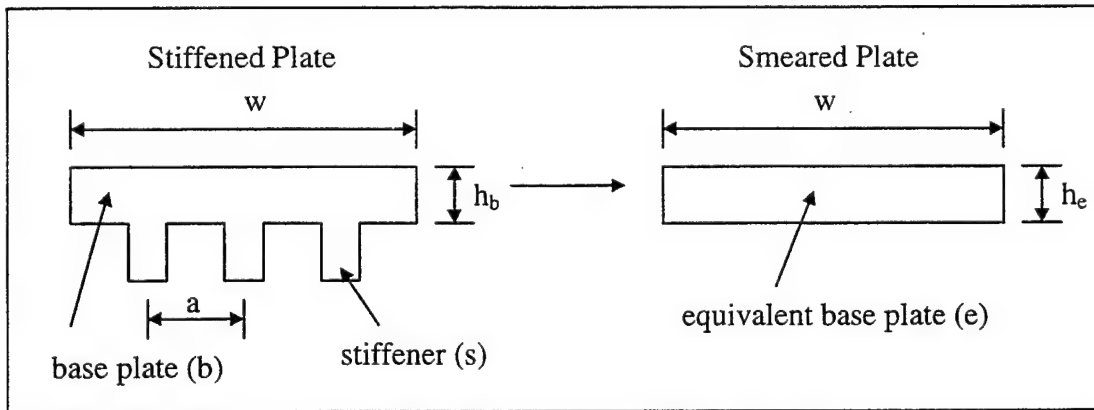 Stiffened Plate
Smeared Plate
w
w
h_b
h_e
a
equivalent base plate (e)
base plate (b)
stiffener (s)